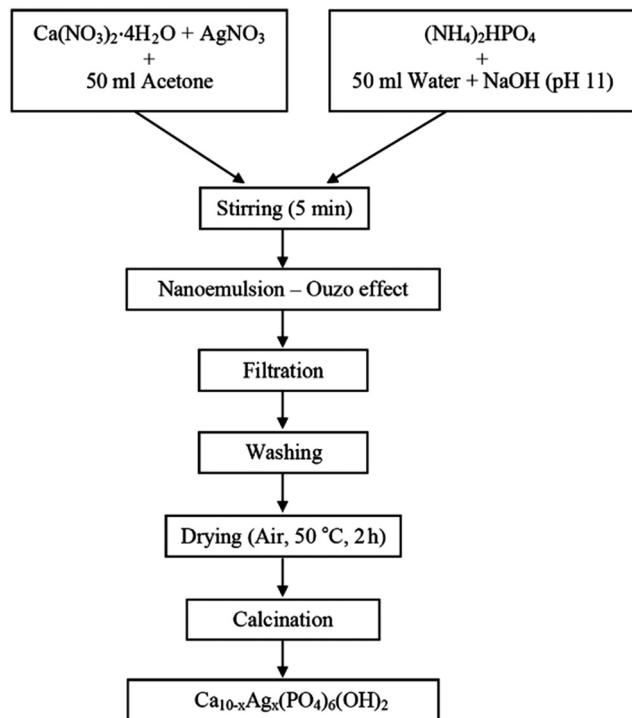 Ca(NO₃)₂·4H₂O + AgNO₃
+
50 ml Acetone
(NH₄)₂HPO₄
+
50 ml Water + NaOH (pH 11)
Stirring (5 min)
Nanoemulsion – Ouzo effect
Filtration
Washing
Drying (Air, 50 °C, 2 h)
Calcination
Ca₁₀₋ₓAgₓ(PO₄)₆(OH)₂